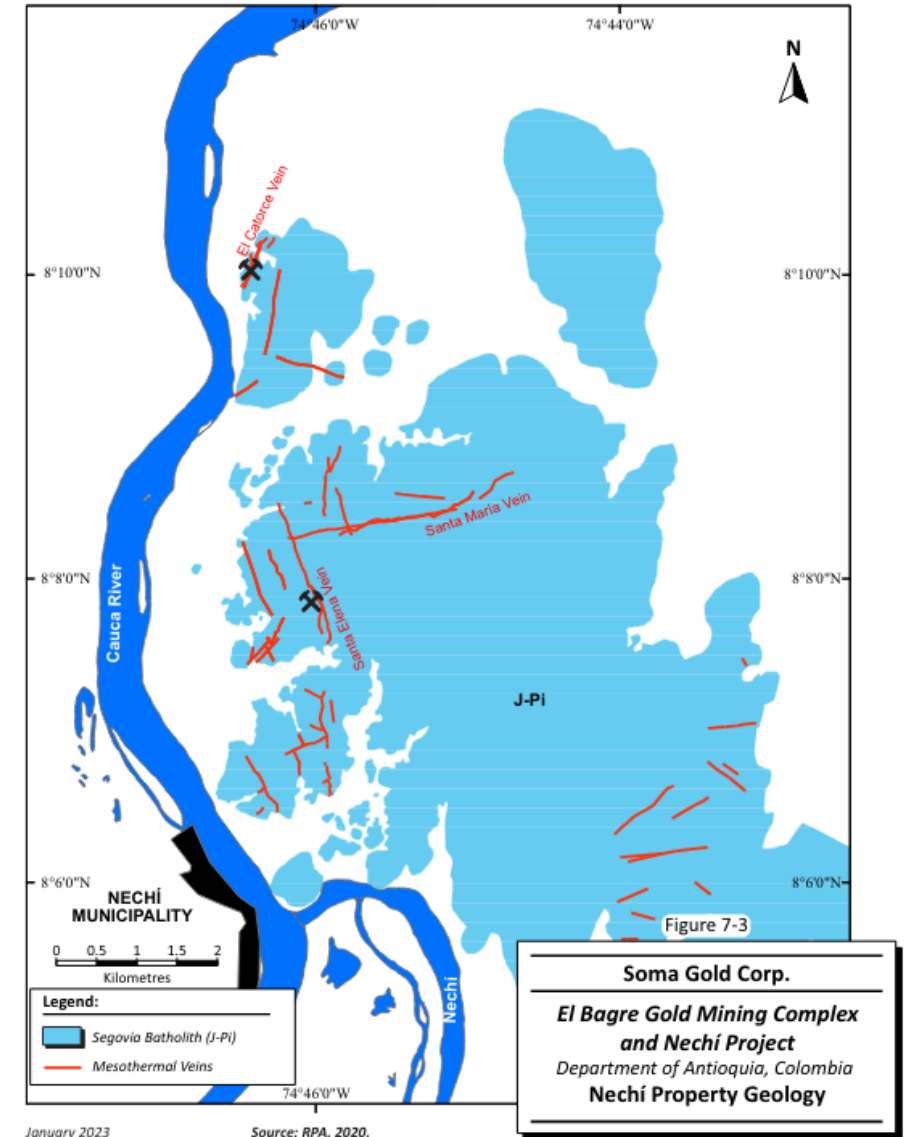 74°46'0"W
74°44'0"W
N
El Catorce Vein
8°10'0"N
8°10'0"N
Santa Maria Vein
8°8'0"N
8°8'0"N
Cauca River
Santa Elena Vein
J-Pi
8°6'0"N
8°6'0"N
NECHÍ
MUNICIPALITY
0 0.5 1 1.5 2
Kilometres
Nechí
Figure 7-3
Legend:
Segovia Batholith (J-Pi)
Mesothermal Veins
74°46'0"W
Soma Gold Corp.
El Bagre Gold Mining Complex
and Nechí Project
Department of Antioquia, Colombia
Nechí Property Geology
January 2023
Source: RPA, 2020.